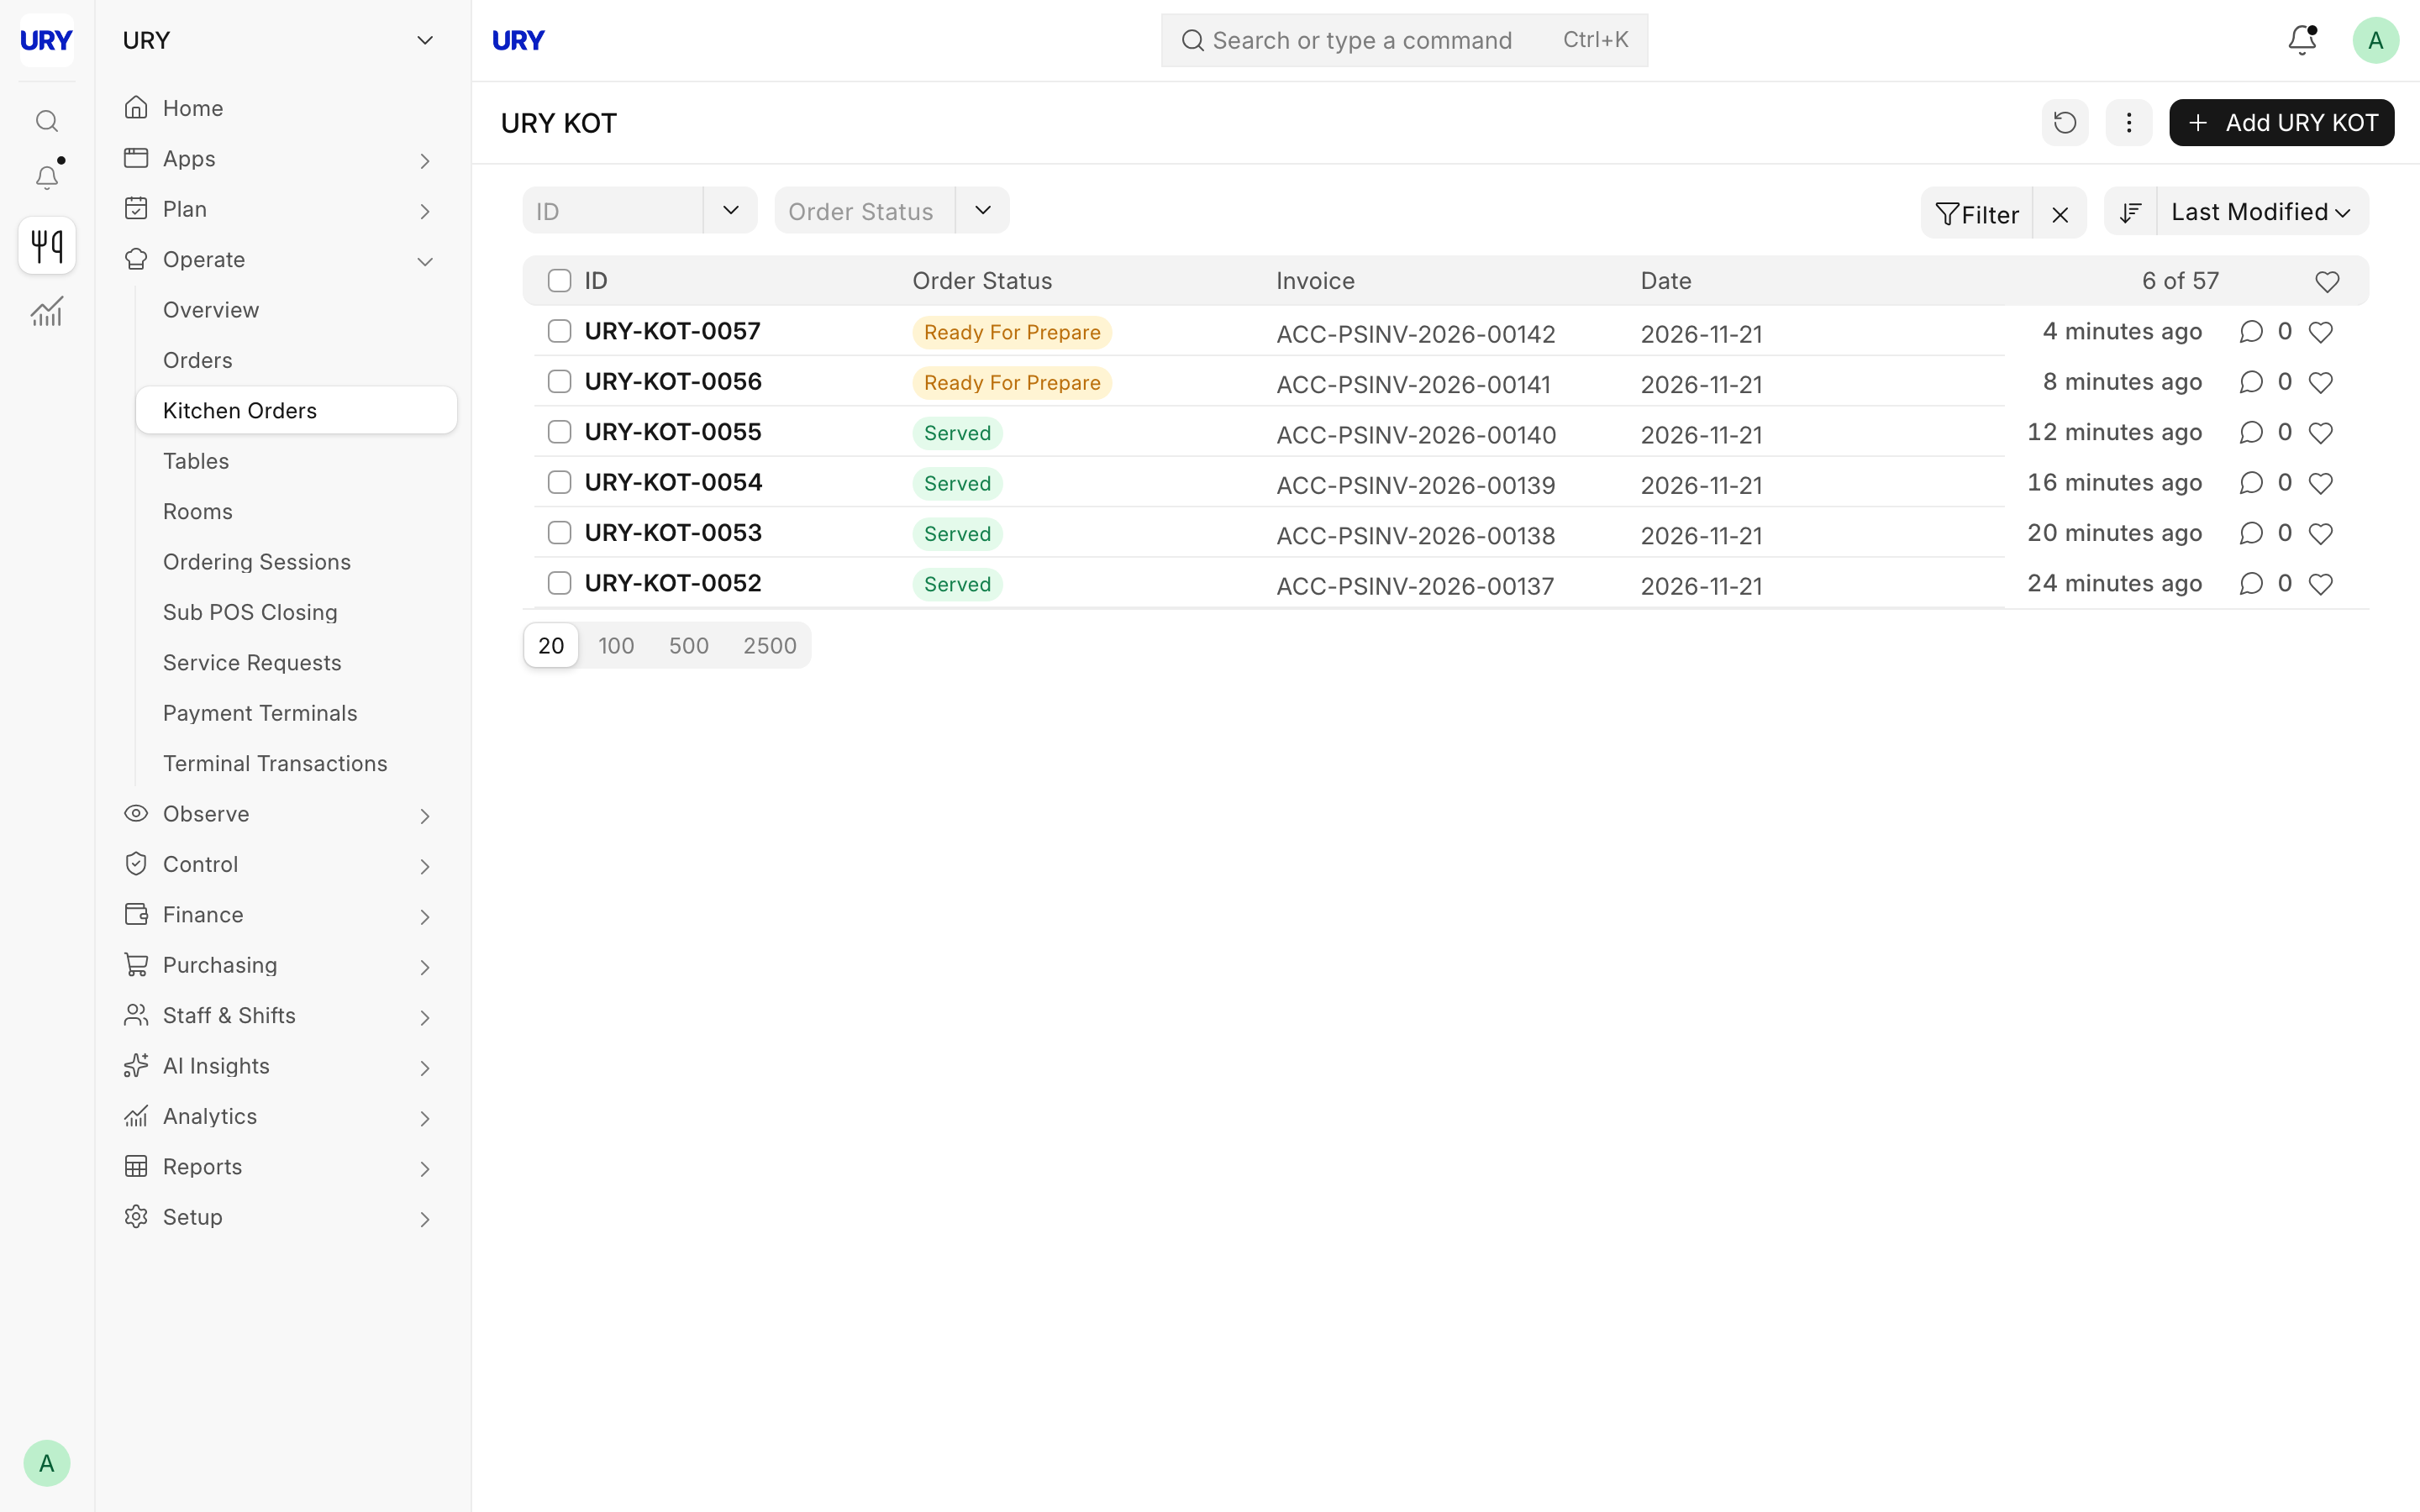 URY
URY
URY
Search or type a command
Ctrl+K
A
Home
Apps
Plan
Operate
Overview
Orders
Kitchen Orders
Tables
Rooms
Ordering Sessions
Sub POS Closing
Service Requests
Payment Terminals
Terminal Transactions
Observe
Control
Finance
Purchasing
Staff & Shifts
AI Insights
Analytics
Reports
Setup
A
URY KOT
Add URY KOT
ID
Order Status
Filter
Last Modified
ID Order Status Invoice Date 6 of 57
URY-KOT-0057 Ready For Prepare ACC-PSINV-2026-00142 2026-11-21 4 minutes ago 0
URY-KOT-0056 Ready For Prepare ACC-PSINV-2026-00141 2026-11-21 8 minutes ago 0
URY-KOT-0055 Served ACC-PSINV-2026-00140 2026-11-21 12 minutes ago 0
URY-KOT-0054 Served ACC-PSINV-2026-00139 2026-11-21 16 minutes ago 0
URY-KOT-0053 Served ACC-PSINV-2026-00138 2026-11-21 20 minutes ago 0
URY-KOT-0052 Served ACC-PSINV-2026-00137 2026-11-21 24 minutes ago 0
20 100 500 2500